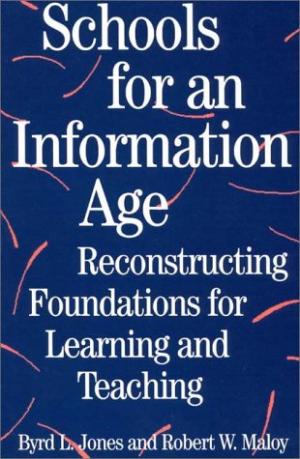 Schools
for an
Information
Age
Reconstructing
Foundations for
Learning and
Teaching
Byrd L. Jones and Robert W. Maloy